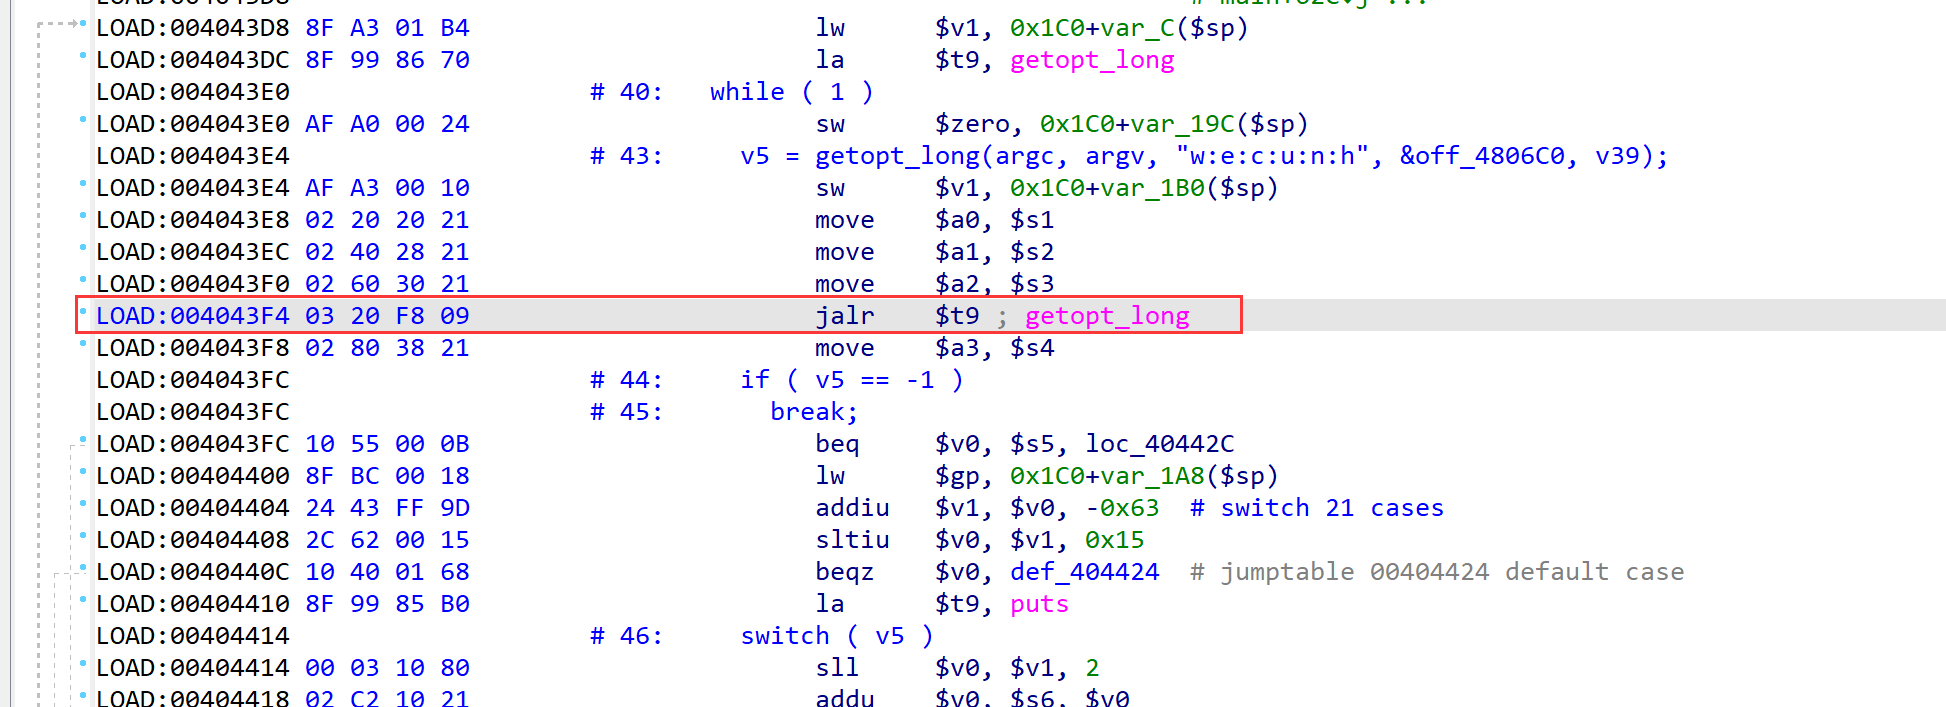 LOAD:004043D8 8F A3 01 B4 lw $v1, 0x1C0+var_C($sp)
LOAD:004043DC 8F 99 86 70 la $t9, getopt_long
LOAD:004043E0 # 40: while ( 1 )
LOAD:004043E0 AF A0 00 24 sw $zero, 0x1C0+var_19C($sp)
LOAD:004043E4 # 43: v5 = getopt_long(argc, argv, "w:e:c:u:n:h", &off_4806C0, v39);
LOAD:004043E4 AF A3 00 10 sw $v1, 0x1C0+var_1B0($sp)
LOAD:004043E8 02 20 20 21 move $a0, $s1
LOAD:004043EC 02 40 28 21 move $a1, $s2
LOAD:004043F0 02 60 30 21 move $a2, $s3
LOAD:004043F4 03 20 F8 09 jalr $t9 ; getopt_long
LOAD:004043F8 02 80 38 21 move $a3, $s4
LOAD:004043FC # 44: if ( v5 == -1 )
LOAD:004043FC # 45: break;
LOAD:004043FC 10 55 00 0B beq $v0, $s5, loc_40442C
LOAD:00404400 8F BC 00 18 lw $gp, 0x1C0+var_1A8($sp)
LOAD:00404404 24 43 FF 9D addiu $v1, $v0, -0x63 # switch 21 cases
LOAD:00404408 2C 62 00 15 sltiu $v0, $v1, 0x15
LOAD:0040440C 10 40 01 68 beqz $v0, def_404424 # jumptable 00404424 default case
LOAD:00404410 8F 99 85 B0 la $t9, puts
LOAD:00404414 # 46: switch ( v5 )
LOAD:00404414 00 03 10 80 sll $v0, $v1, 2
LOAD:00404418 02 C2 10 21 addu $v0, $s6, $v0